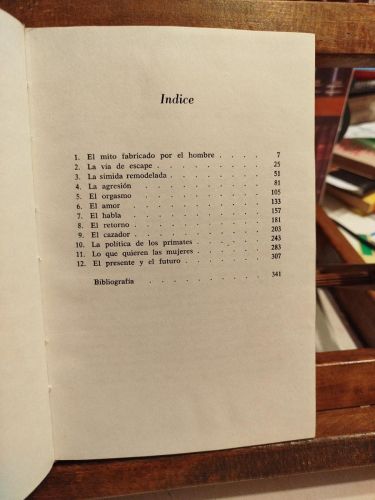 Indice
1. El mito fabricado por el hombre . . . . 7
2. La vía de escape . . . . . . . . 25
3. La símida remodelada . . . . . . . 51
4. La agresión . . . . . . . . . 81
5. El orgasmo . . . . . . . . . 105
6. El amor . . . . . . . . . . 133
7. El habla . . . . . . . . . . 157
8. El retorno . . . . . . . . . 181
9. El cazador . . . . . . . . . 203
10. La política de los primates . . . . . 243
11. Lo que quieren las mujeres . . . . . 283
12. El presente y el futuro . . . . . . 307
Bibliografía . . . . . . . . 341